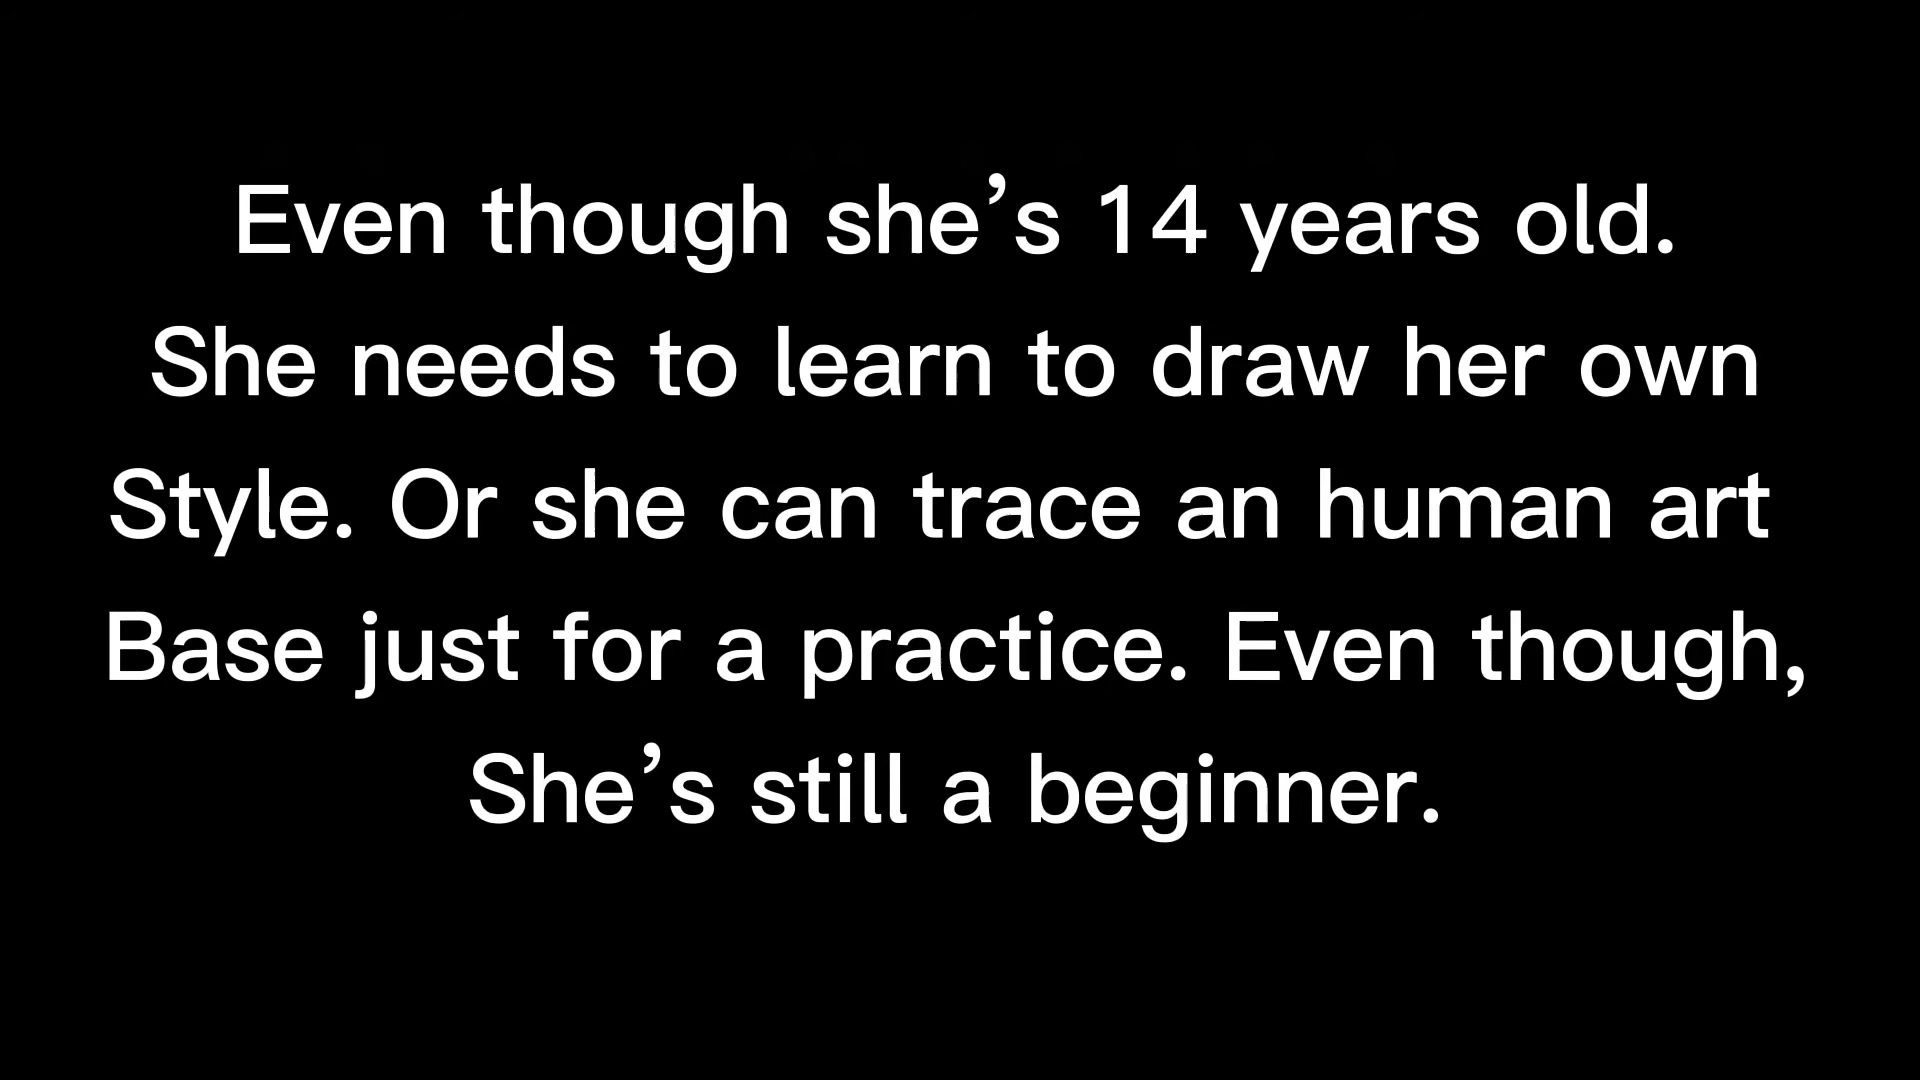 Even though she’s 14 years old.
She needs to learn to draw her own
Style. Or she can trace an human art
Base just for a practice. Even though,
She’s still a beginner.